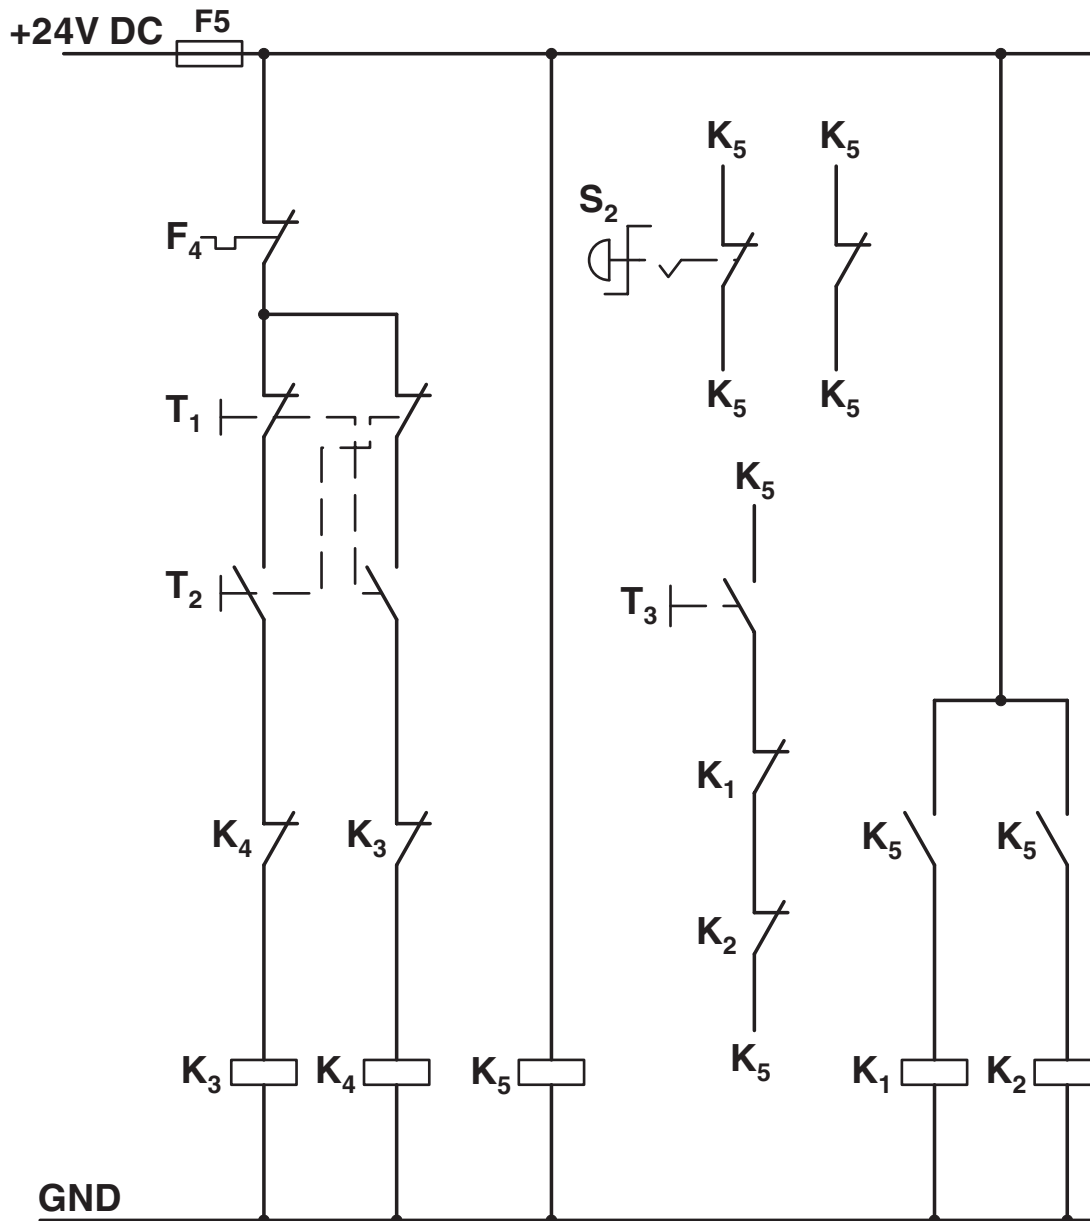 +24V DC
F5
K₅ K₅
S₂
F₄
K₅ K₅
T₁
K₅
T₂
T₃
K₁
K₄ K₃ K₅ K₅
K₂
K₃ K₄ K₅ K₅ K₁ K₂
GND